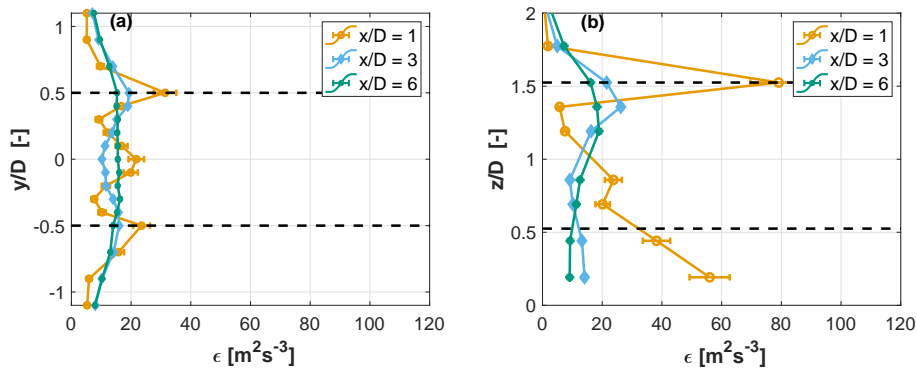 (a)
x/D = 1
x/D = 3
x/D = 6
1
0.5
0
-0.5
-1
y/D [-]
0 20 40 60 80 100 120
ϵ [m²s⁻³]
(b)
x/D = 1
x/D = 3
x/D = 6
2
1.5
1
0.5
0
z/D [-]
0 20 40 60 80 100 120
ϵ [m²s⁻³]